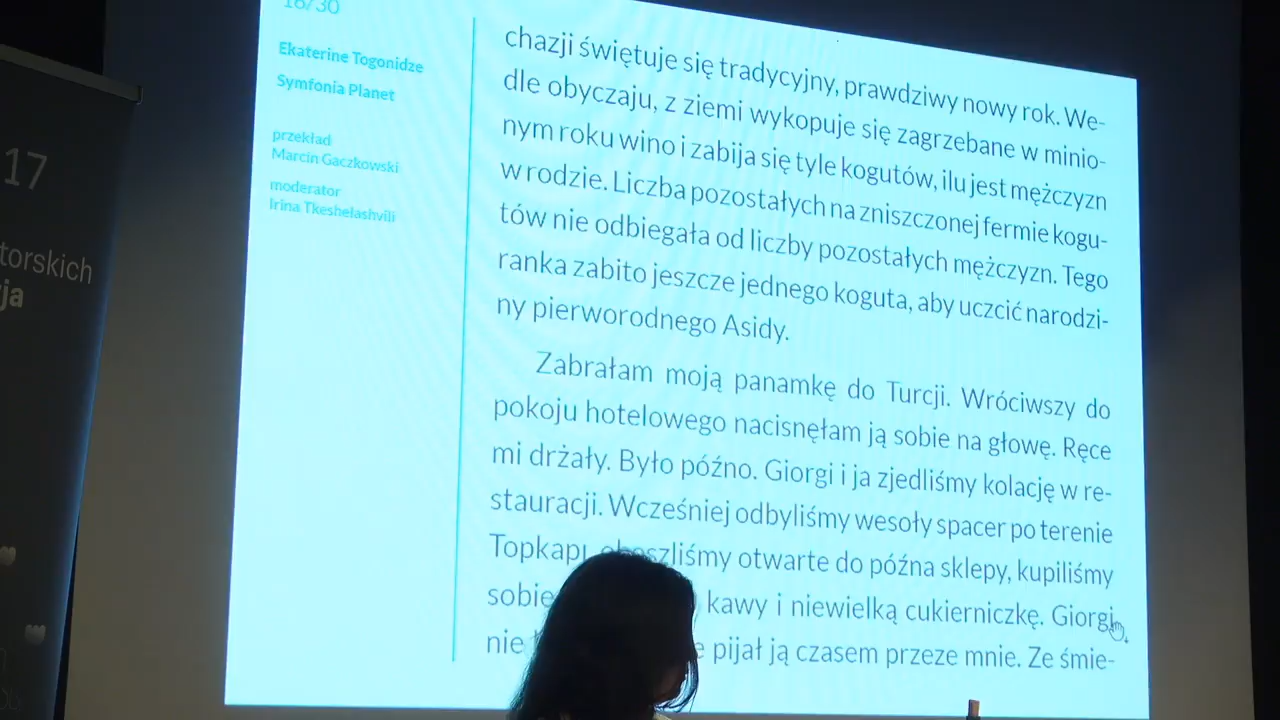 17
torskich
ja
16/30
Ekaterine Togonidze
Symfonia Planet
przekład
Marcin Gaczkowski
moderator
Irina Tkeshelashvili
chazji świętuje się tradycyjny, prawdziwy nowy rok. We-
dle obyczaju, z ziemi wykopuje się zagrzebane w minio-
nym roku wino i zabija się tyle kogutów, ilu jest mężczyzn
w rodzie. Liczba pozostałych na zniszczonej fermie kogu-
tów nie odbiegała od liczby pozostałych mężczyzn. Tego
ranka zabito jeszcze jednego koguta, aby uczcić narodzi-
ny pierworodnego Asidy.
Zabrałam moją panamkę do Turcji. Wróciwszy do
pokoju hotelowego nacisnęłam ją sobie na głowę. Ręce
mi drżały. Było późno. Giorgi i ja zjedliśmy kolację w re-
stauracji. Wcześniej odbyliśmy wesoły spacer po terenie
Topkapı, obeszliśmy otwarte do późna sklepy, kupiliśmy
sobie kawy i niewielką cukierniczkę. Giorgi
nie pijał ją czasem przeze mnie. Ze śmie-